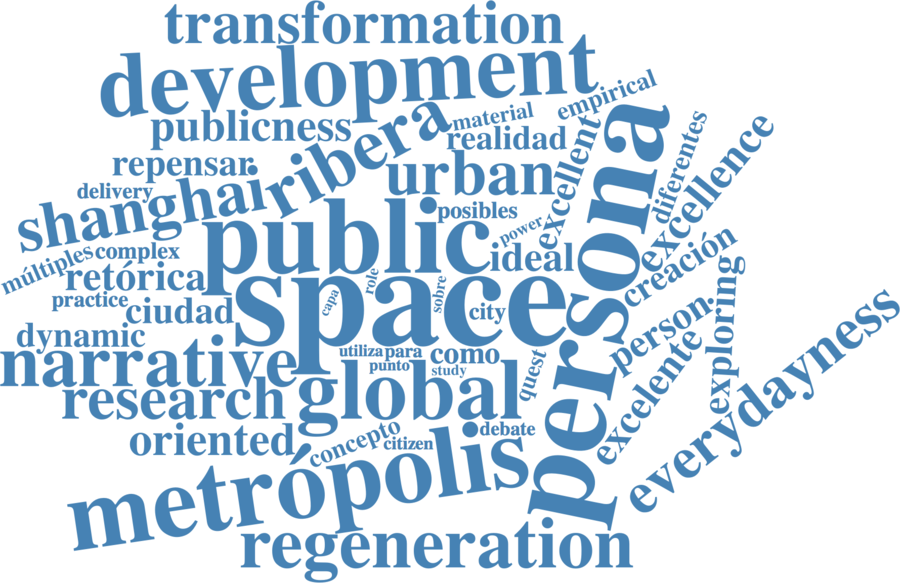 transformation
development
empirical
material
publicness
realidad
ribera
repensar.
excellent
diferentes
excellence
persona
urban
delivery
shanghai
posibles
power
public
ideal
complex
múltiples
retórica
creación
space
role
capa
sobre
city
practice
ciudad
exploring
person.
dynamic
narrative
utiliza
para
como
punto
study
quest
excelente
everydayness
global
research
oriented
concepto
citizen
debate
metrópolis
regeneration